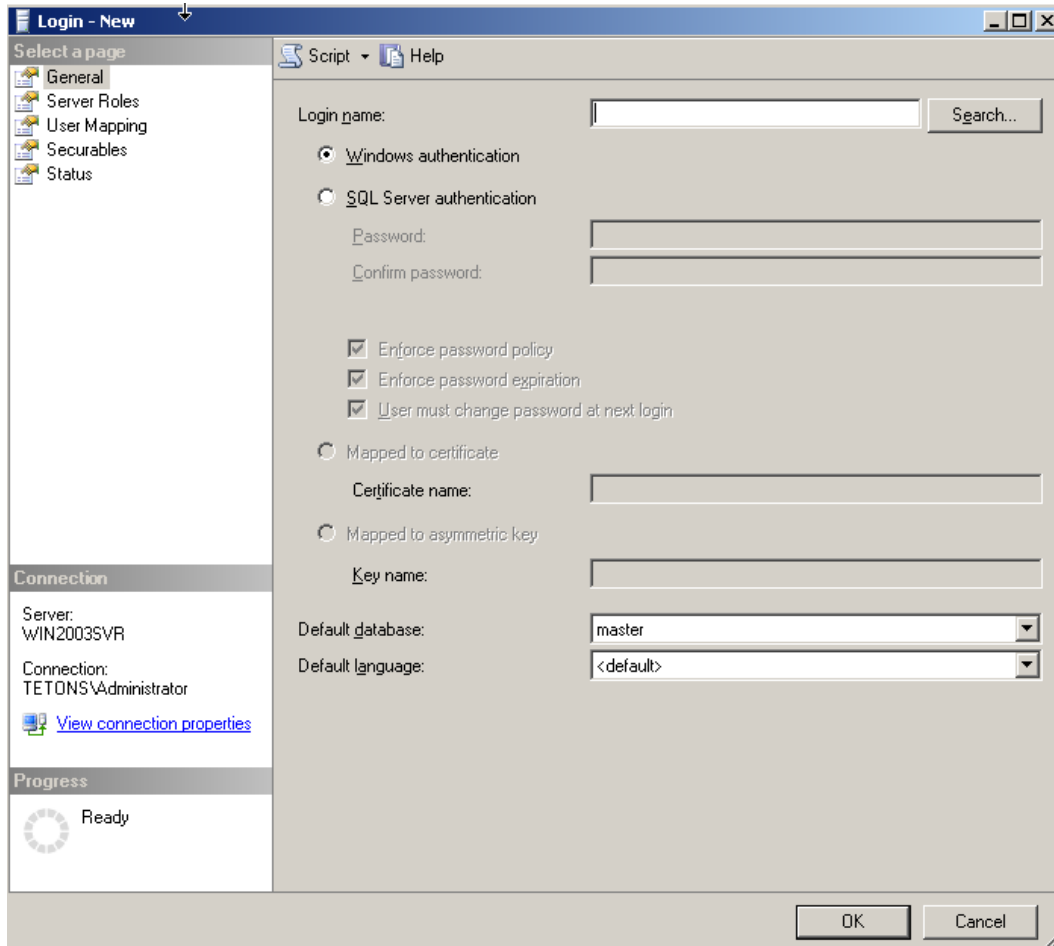 Login - New
Select a page
General
Server Roles
User Mapping
Securables
Status
Script
Help
Login name:
Search...
Windows authentication
SQL Server authentication
Password:
Confirm password:
Enforce password policy
Enforce password expiration
User must change password at next login
Mapped to certificate
Certificate name:
Mapped to asymmetric key
Key name:
Default database:
master
Default language:
<default>
Connection
Server:
WIN2003SVR
Connection:
TETONS\Administrator
View connection properties
Progress
Ready
OK
Cancel